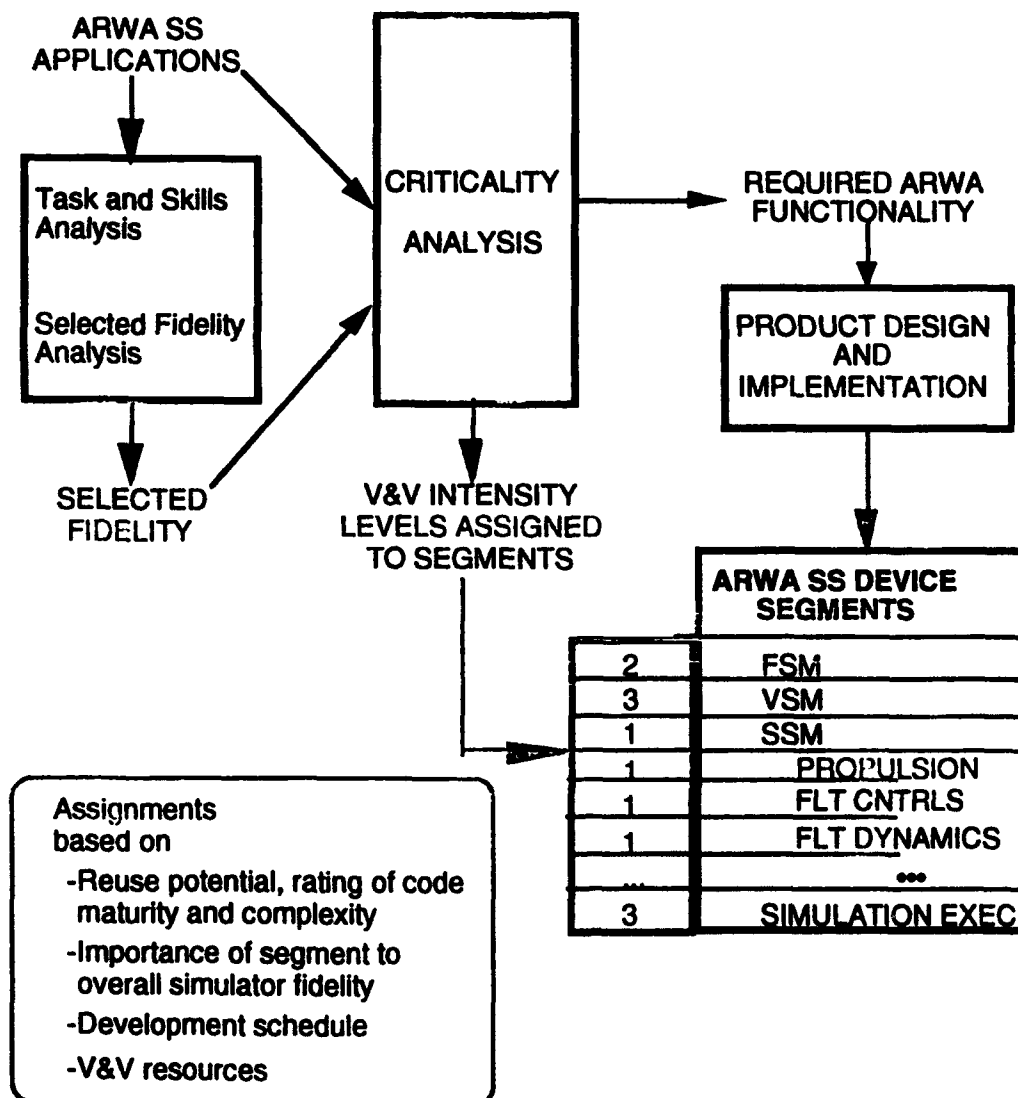 ARWA SS
APPLICATIONS
Task and Skills
Analysis
Selected Fidelity
Analysis
SELECTED
FIDELITY
CRITICALITY
ANALYSIS
V&V INTENSITY
LEVELS ASSIGNED
TO SEGMENTS
REQUIRED ARWA
FUNCTIONALITY
PRODUCT DESIGN
AND
IMPLEMENTATION
ARWA SS DEVICE
SEGMENTS
2 FSM
3 VSM
1 SSM
1 PROPULSION
1 FLT CNTRLS
1 FLT DYNAMICS
... •••
3 SIMULATION EXEC
Assignments
based on
-Reuse potential, rating of code
maturity and complexity
-Importance of segment to
overall simulator fidelity
-Development schedule
-V&V resources